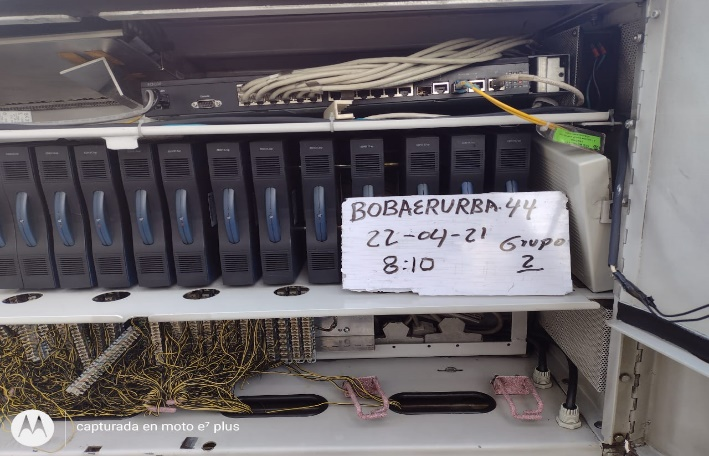 BOBAERURBA.44
22-04-21
8:10
Grupo
2
capturada en moto e⁷ plus